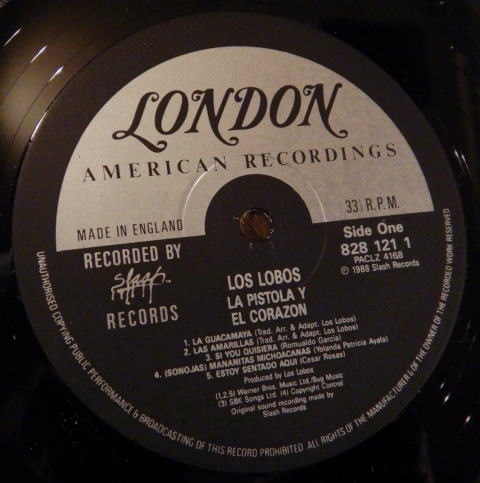 LONDON
AMERICAN RECORDINGS
MADE IN ENGLAND
33⅓ R.P.M.
RECORDED BY
slash
RECORDS
Side One
828 121 1
PACLZ 4168
℗ 1988 Slash Records
LOS LOBOS
LA PISTOLA Y
EL CORAZON
1. LA GUACAMAYA (Trad. Arr. & Adapt. Los Lobos)
2. LAS AMARILLAS (Trad. Arr. & Adapt. Los Lobos)
3. SI YOU QUISIERA (Romualdo Garcia)
4. (SONOJAS) MANANITAS MICHOACANAS (Yolanda Patricia Ayala)
5. ESTOY SENTADO AQUI (Cesar Rosas)
Produced by Los Lobos
(1,2,5) Warner Bros. Music Ltd./Bug Music
(3) SBK Songs Ltd. (4) Copyright Control
Original sound recording made by
Slash Records
UNAUTHORISED COPYING PUBLIC PERFORMANCE & BROADCASTING OF THIS RECORD PROHIBITED. ALL RIGHTS OF THE MANUFACTURER & OF THE OWNER OF THE RECORDED WORK RESERVED